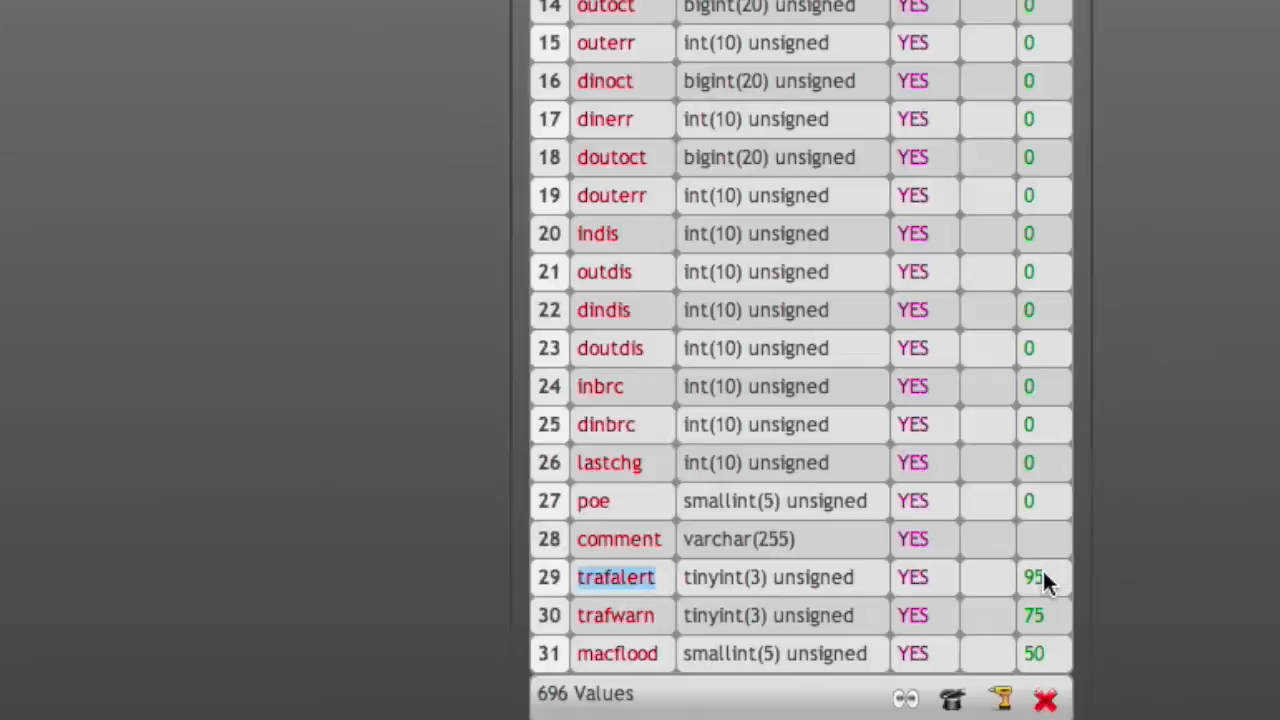 14 outoct bigint(20) unsigned YES 0
15 outerr int(10) unsigned YES 0
16 dinoct bigint(20) unsigned YES 0
17 dinerr int(10) unsigned YES 0
18 doutoct bigint(20) unsigned YES 0
19 douterr int(10) unsigned YES 0
20 indis int(10) unsigned YES 0
21 outdis int(10) unsigned YES 0
22 dindis int(10) unsigned YES 0
23 doutdis int(10) unsigned YES 0
24 inbrc int(10) unsigned YES 0
25 dinbrc int(10) unsigned YES 0
26 lastchg int(10) unsigned YES 0
27 poe smallint(5) unsigned YES 0
28 comment varchar(255) YES
29 trafalert tinyint(3) unsigned YES 95
30 trafwarn tinyint(3) unsigned YES 75
31 macflood smallint(5) unsigned YES 50
696 Values